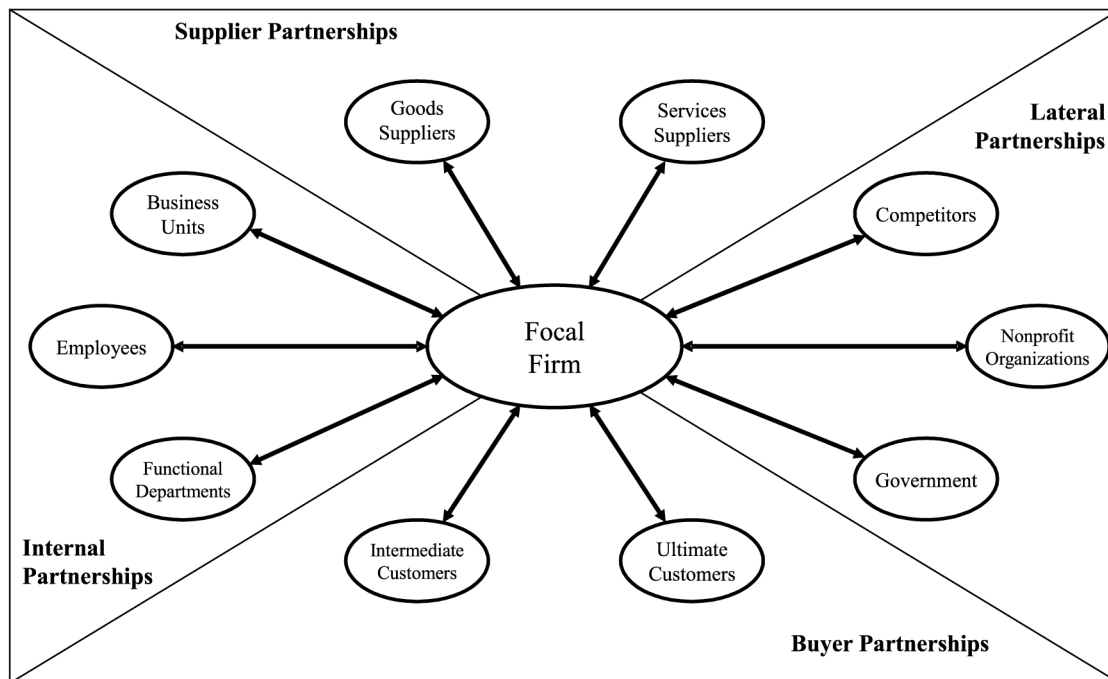 Supplier Partnerships
Goods
Suppliers
Services
Suppliers
Lateral
Partnerships
Business
Units
Competitors
Employees
Focal
Firm
Nonprofit
Organizations
Functional
Departments
Government
Internal
Partnerships
Intermediate
Customers
Ultimate
Customers
Buyer Partnerships